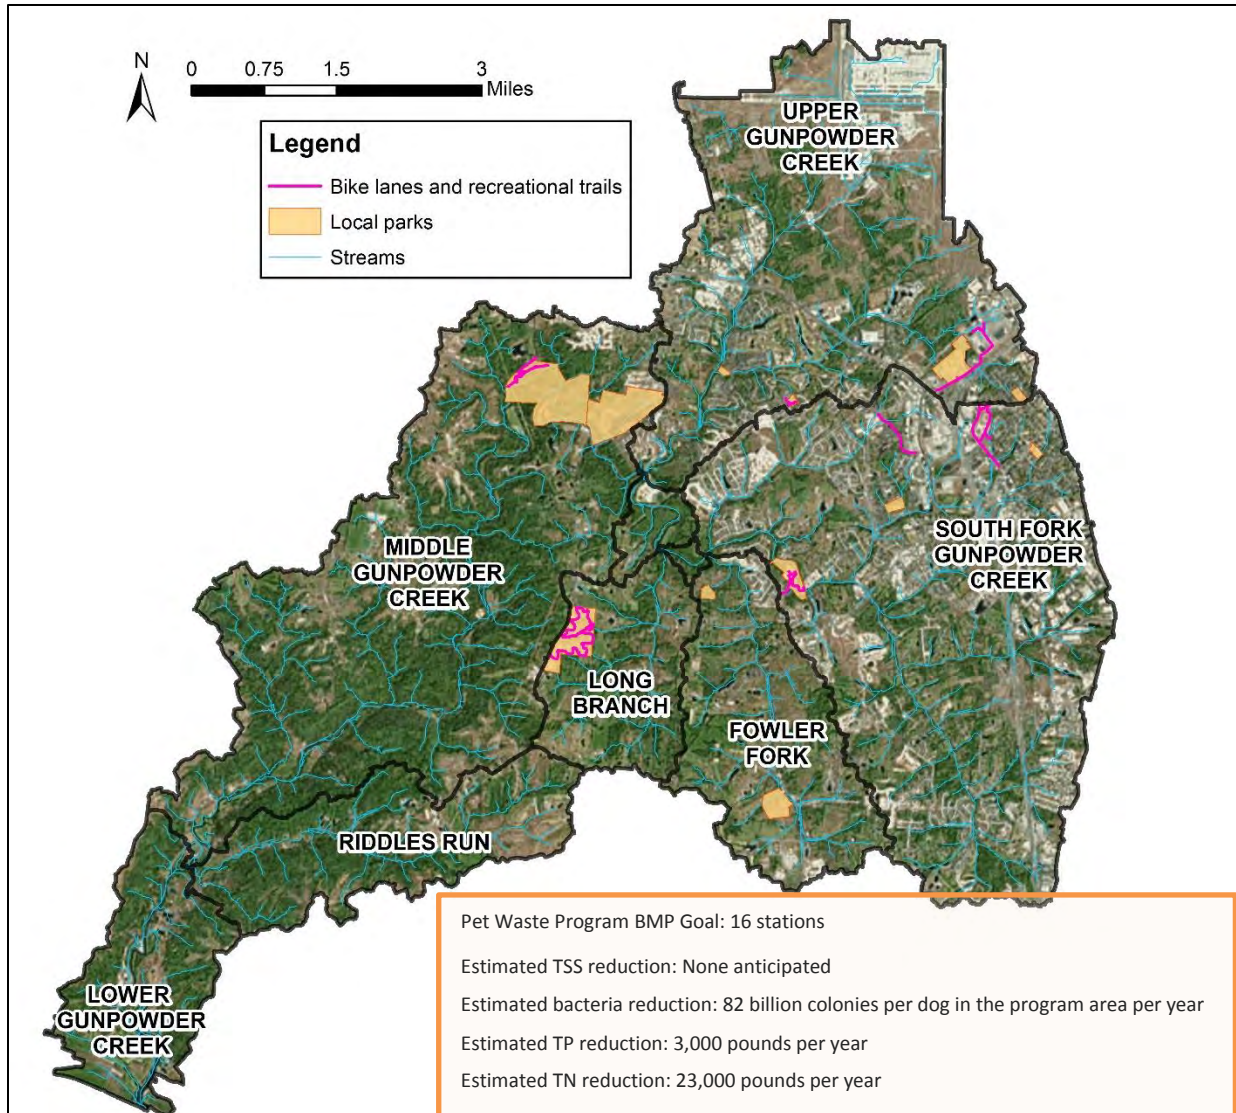 N
0 0.75 1.5 3
Miles
Legend
Bike lanes and recreational trails
Local parks
Streams
UPPER
GUNPOWDER
CREEK
MIDDLE
GUNPOWDER
CREEK
SOUTH FORK
GUNPOWDER
CREEK
LONG
BRANCH
FOWLER
FORK
RIDDLES RUN
LOWER
GUNPOWDER
CREEK
Pet Waste Program BMP Goal: 16 stations
Estimated TSS reduction: None anticipated
Estimated bacteria reduction: 82 billion colonies per dog in the program area per year
Estimated TP reduction: 3,000 pounds per year
Estimated TN reduction: 23,000 pounds per year